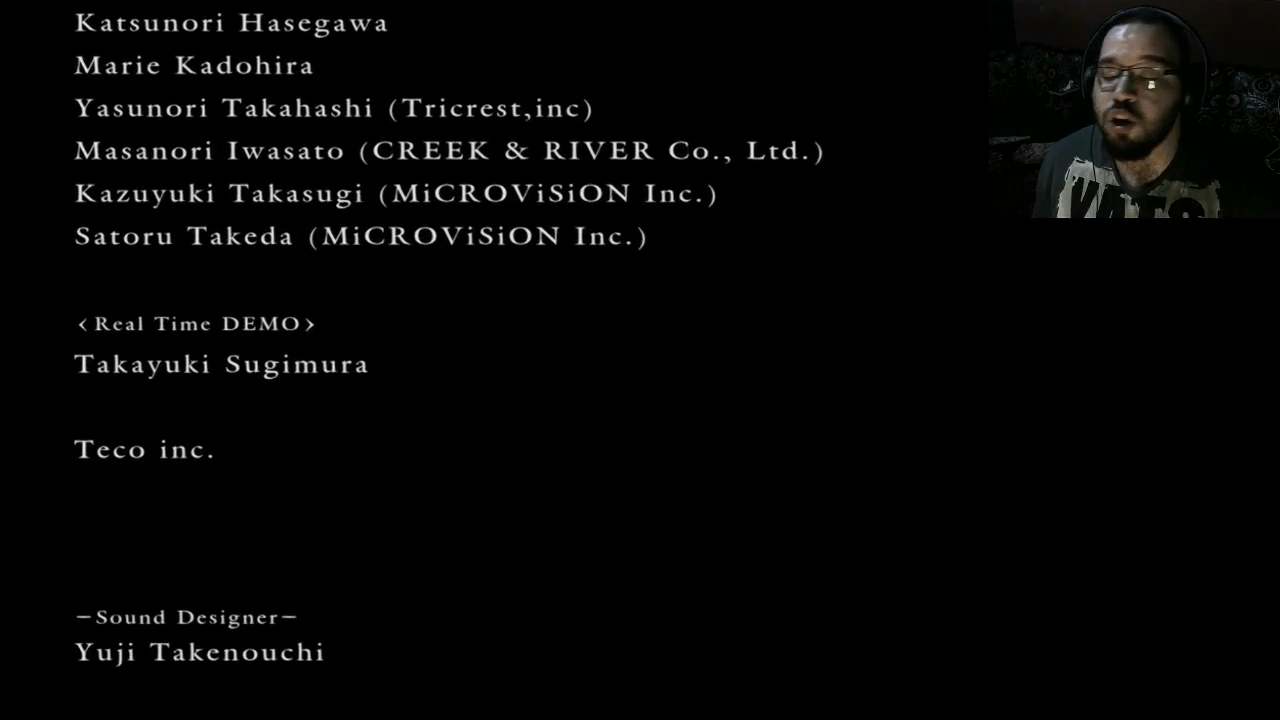 Katsunori Hasegawa
Marie Kadohira
Yasunori Takahashi (Tricrest,inc)
Masanori Iwasato (CREEK & RIVER Co., Ltd.)
Kazuyuki Takasugi (MiCROViSiON Inc.)
Satoru Takeda (MiCROViSiON Inc.)
<Real Time DEMO>
Takayuki Sugimura
Teco inc.
—Sound Designer—
Yuji Takenouchi